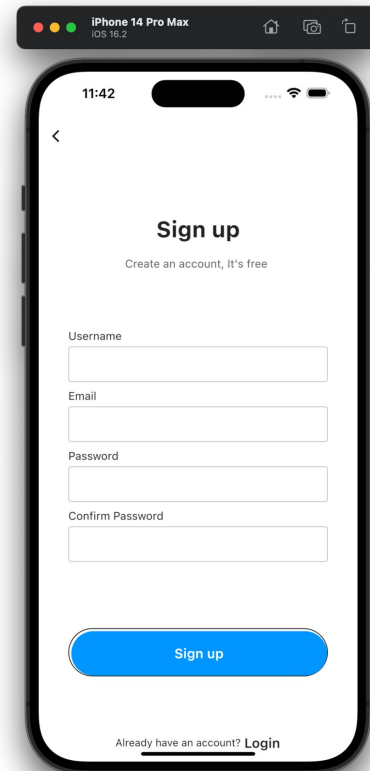 iPhone 14 Pro Max
iOS 16.2
11:42
Sign up
Create an account, It's free
Username
Email
Password
Confirm Password
Sign up
Already have an account? Login